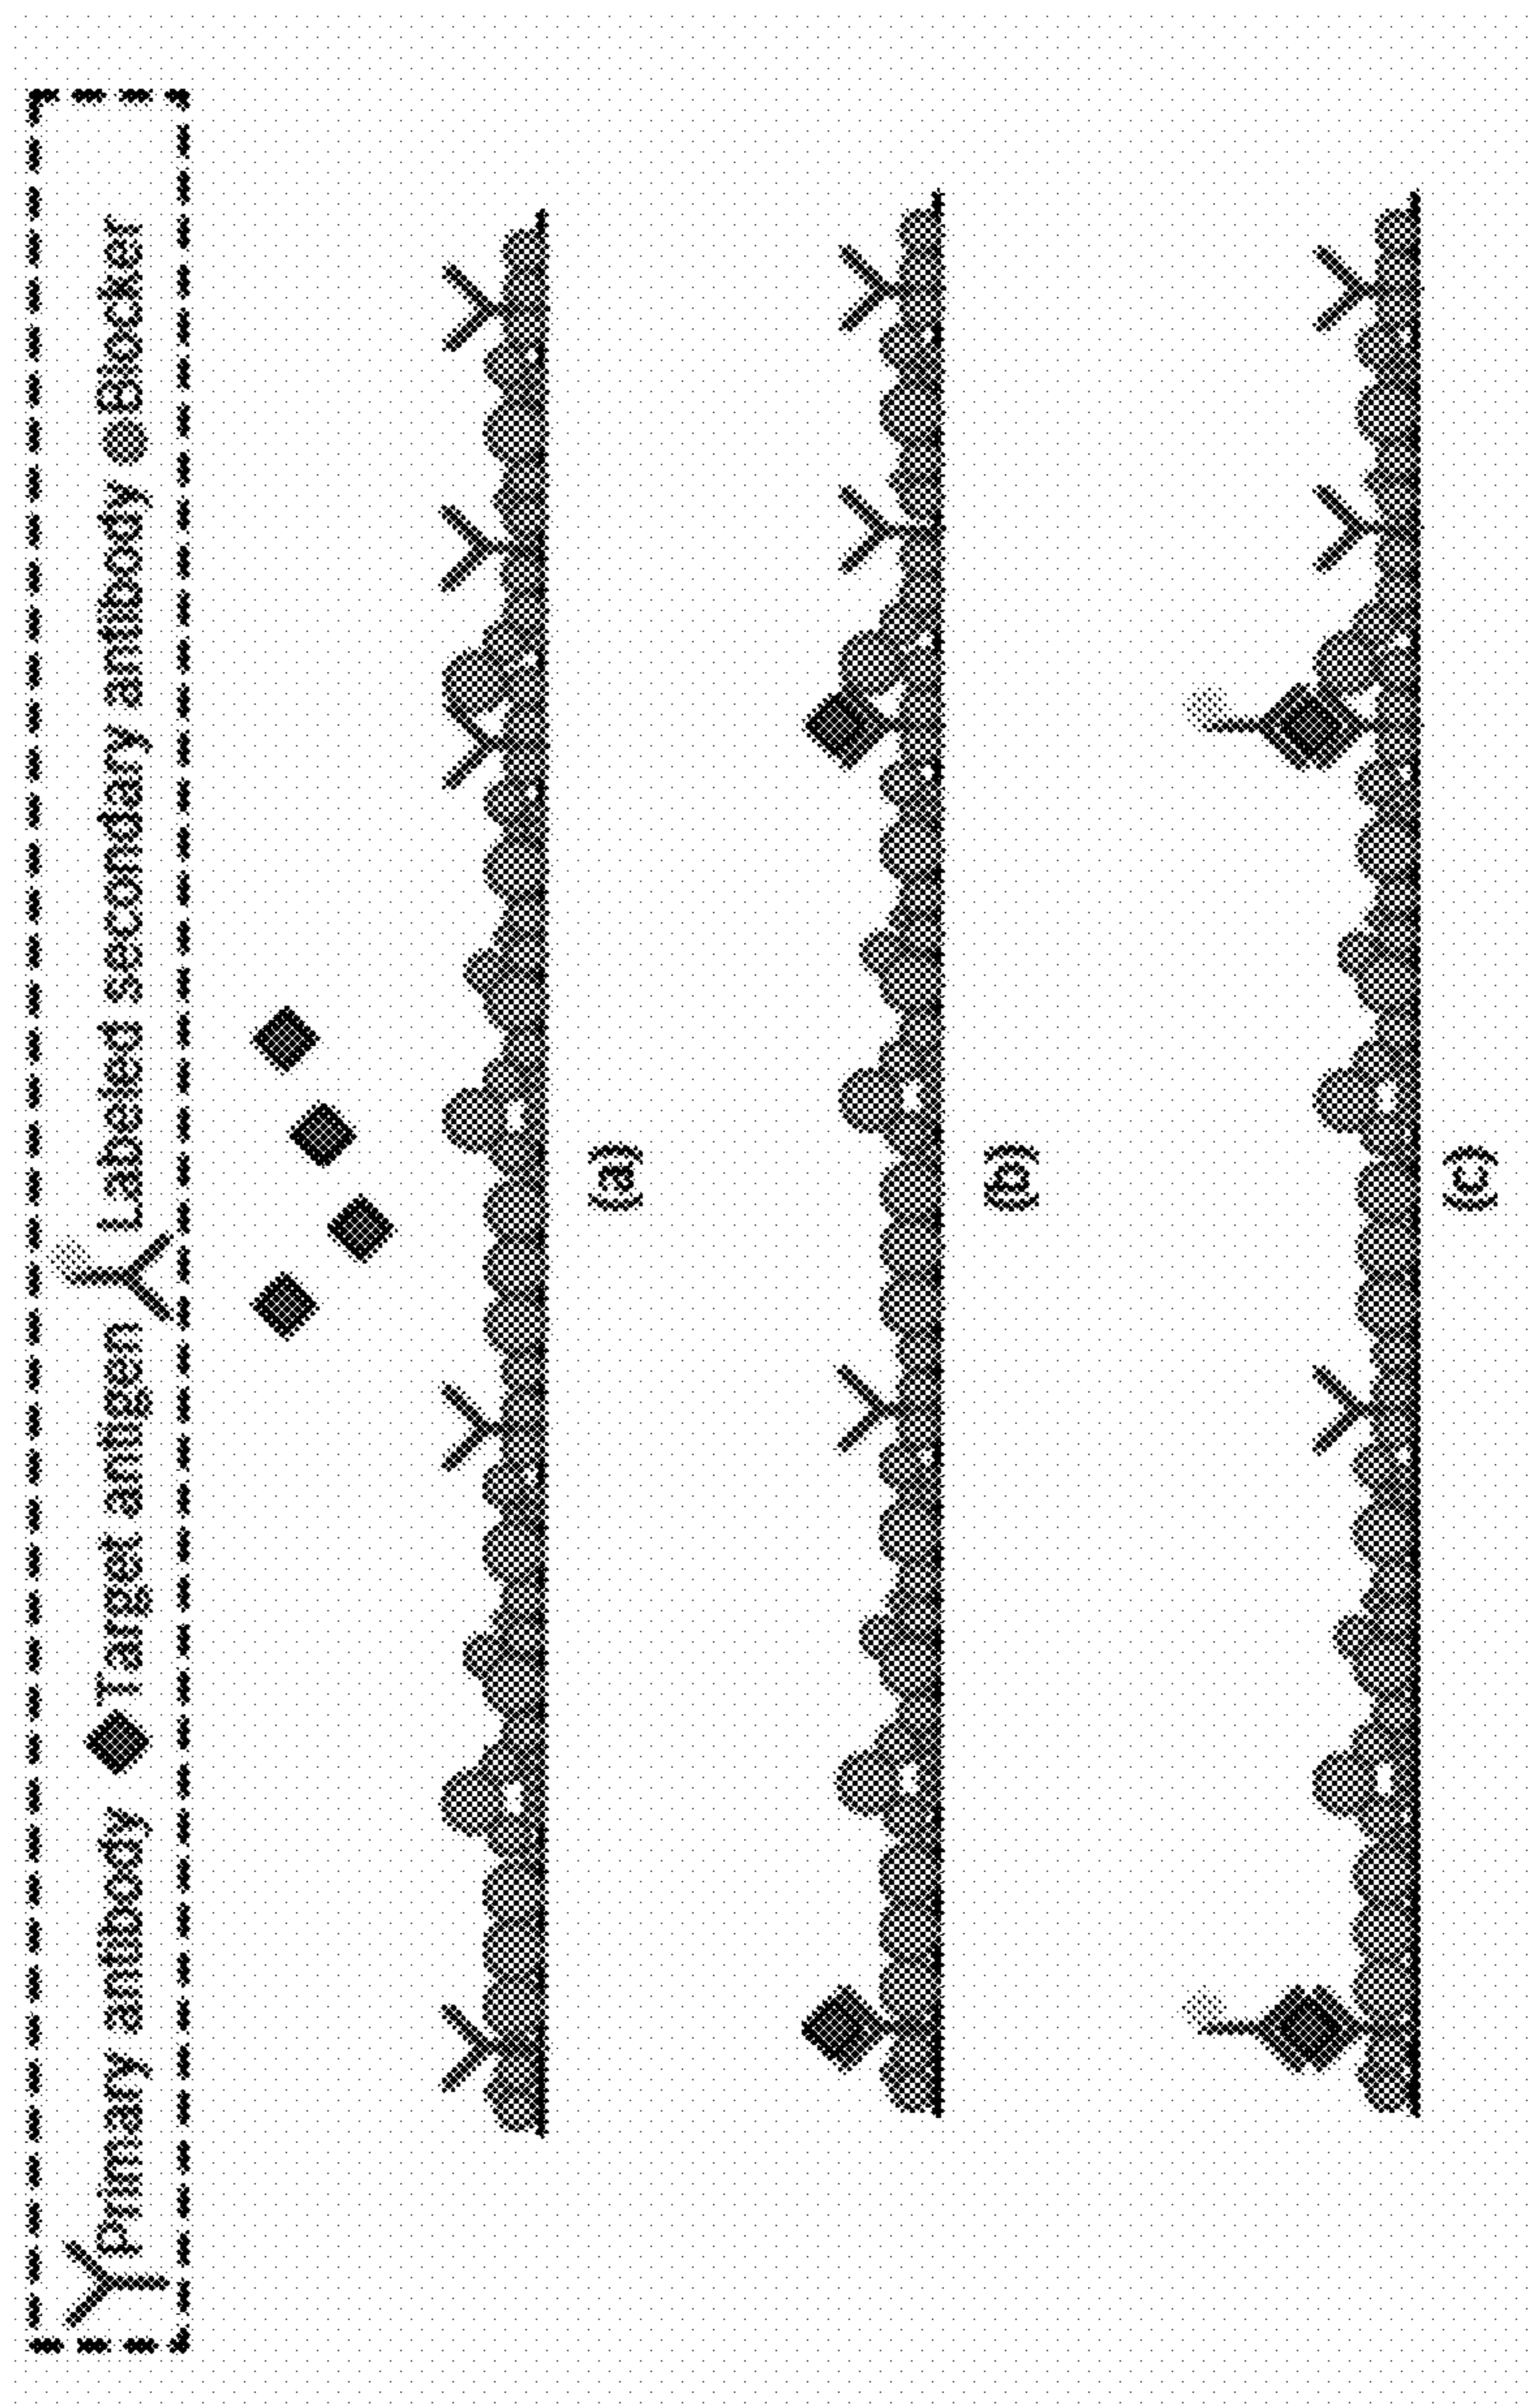 Primary antibody Target antigen Labeled secondary antibody Blocker
(a)
(b)
(c)